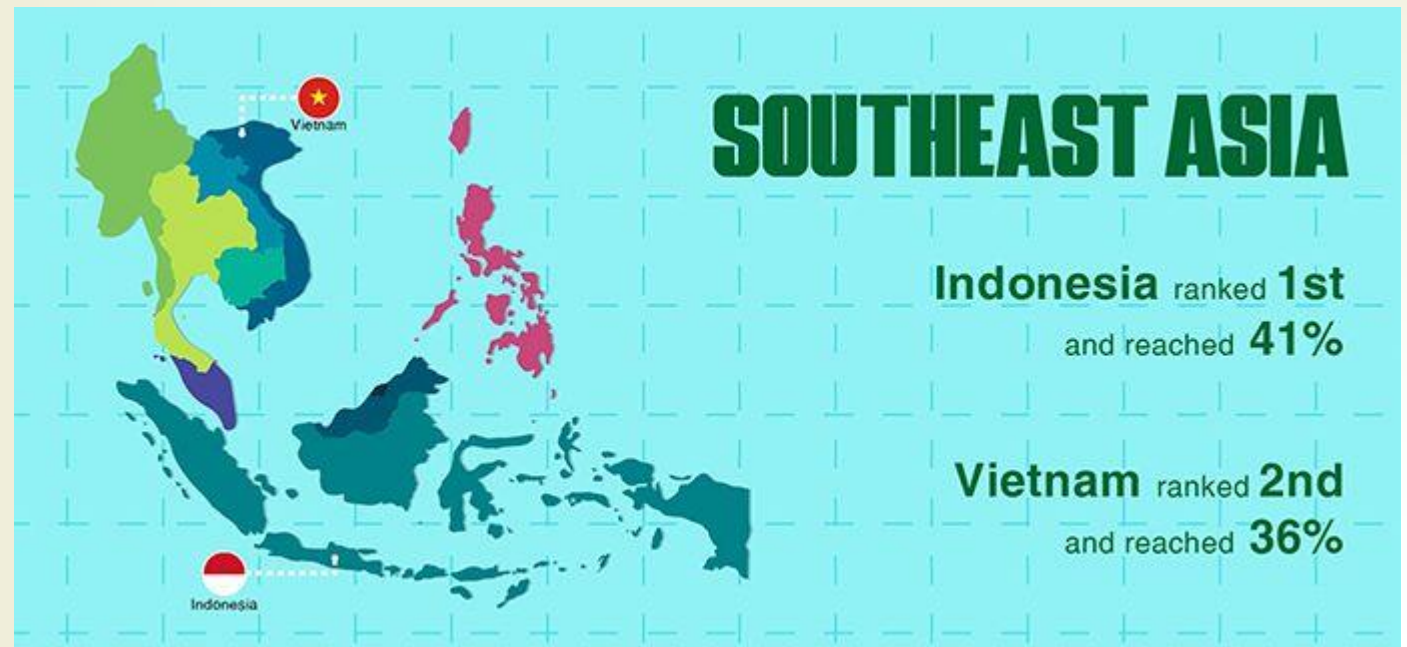 SOUTHEAST ASIA
Vietnam
Indonesia ranked 1st
and reached 41%
Vietnam ranked 2nd
and reached 36%
Indonesia